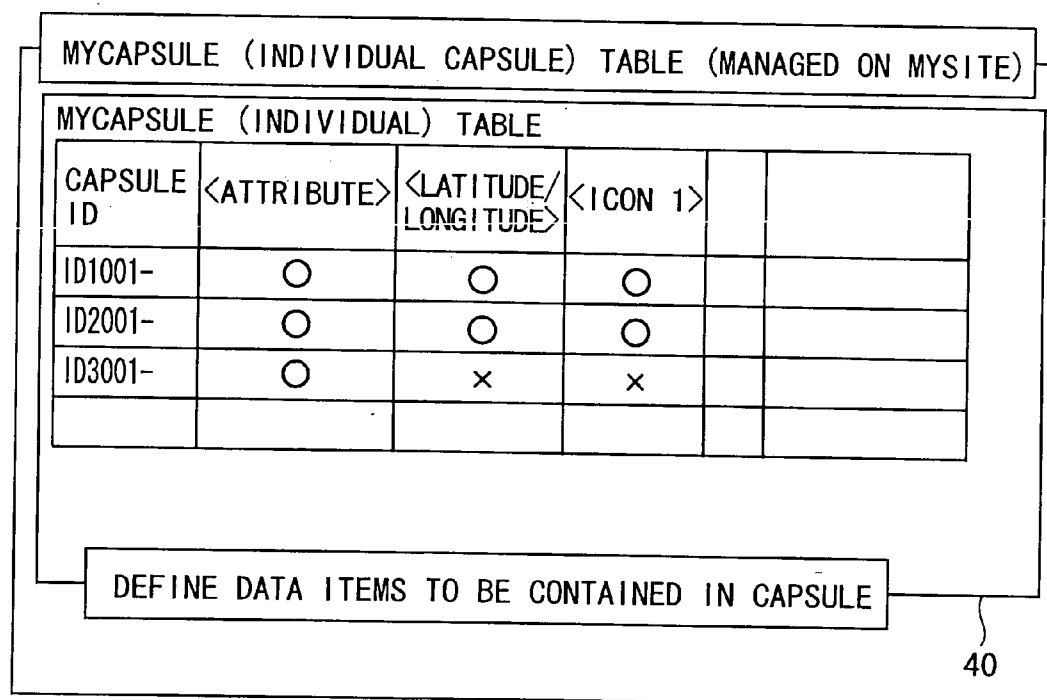 MYCAPSULE (INDIVIDUAL CAPSULE) TABLE (MANAGED ON MYSITE)
MYCAPSULE (INDIVIDUAL) TABLE
CAPSULE ID <ATTRIBUTE> <LATITUDE/LONGITUDE> <ICON 1>
ID1001- ○ ○ ○
ID2001- ○ ○ ○
ID3001- ○ × ×
DEFINE DATA ITEMS TO BE CONTAINED IN CAPSULE
40